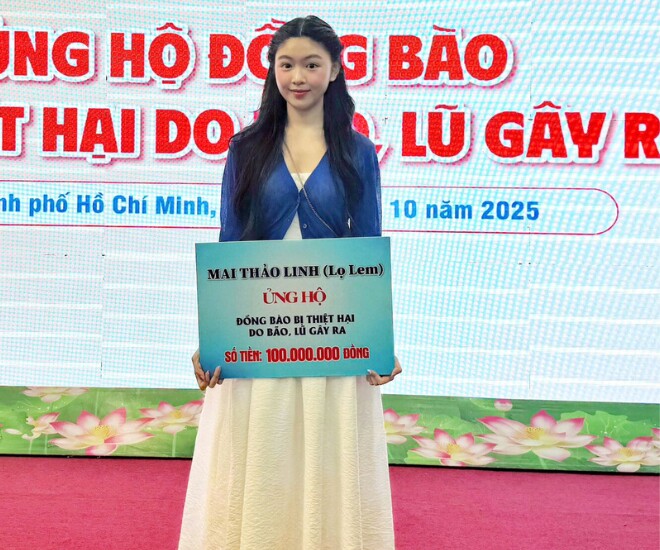 ỦNG HỘ ĐỒNG BÀO
T HẠI DO , LŨ GÂY RA
nh phố Hồ Chí Minh, 10 năm 2025
MAI THẢO LINH (Lọ Lem)
ỦNG HỘ
ĐỒNG BÀO BỊ THIỆT HẠI
DO BÃO, LŨ GÂY RA
SỐ TIỀN: 100.000.000 ĐỒNG